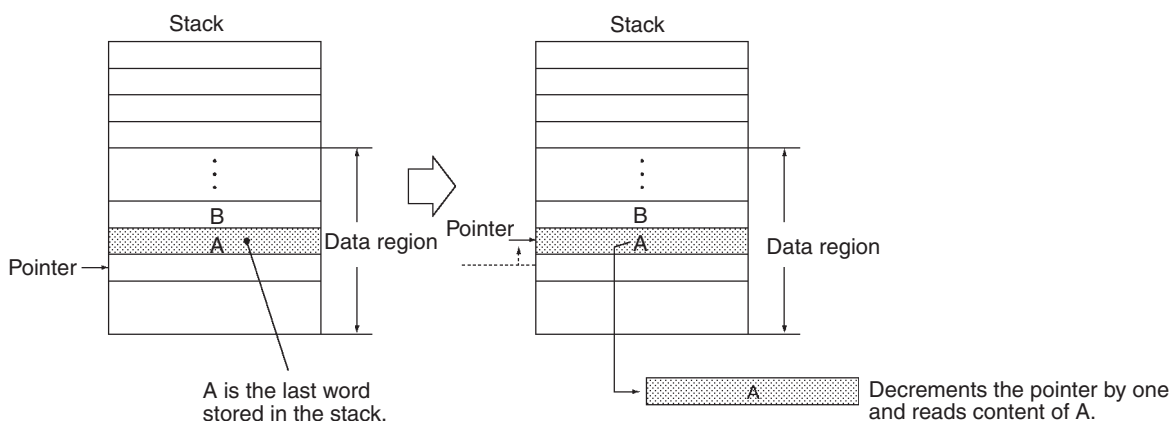 Stack
B
A
Data region
Pointer
A is the last word
stored in the stack.
Stack
Pointer
B
A
Data region
A
Decrements the pointer by one
and reads content of A.